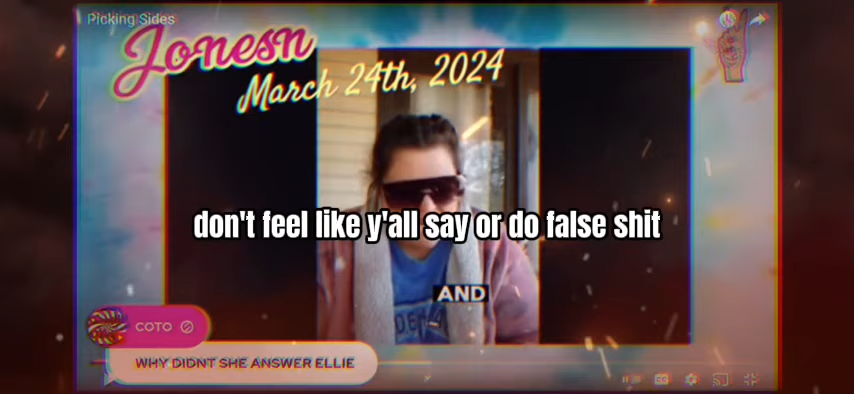 Picking Sides
Jonesn
March 24th, 2024
don't feel like y'all say or do false shit
AND
COTO
WHY DIDNT SHE ANSWER ELLIE